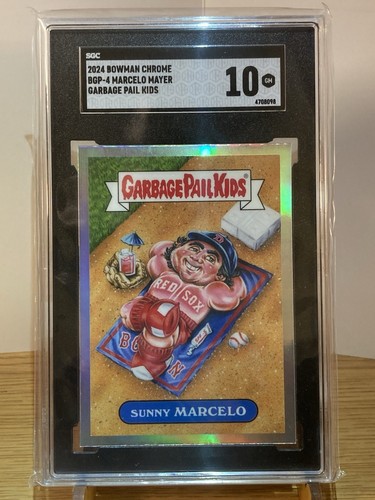 SGC
2024 BOWMAN CHROME
BGP-4 MARCELO MAYER
GARBAGE PAIL KIDS
10 GM
4708098
GARBAGE PAIL KIDS
RED SOX
SUNNY MARCELO